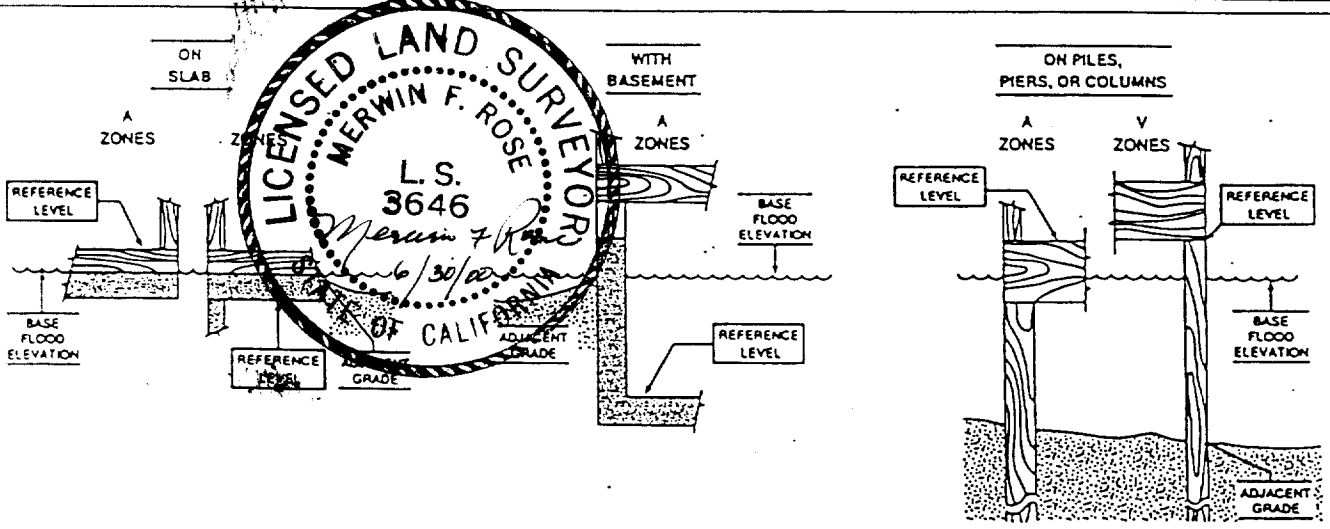 ON
SLAB
A
ZONES
ZONES
REFERENCE
LEVEL
BASE
FLOOD
ELEVATION
REFERENCE
LEVEL
GRADE
LICENSED LAND SURVEYOR
MERWIN F. ROSE
L.S.
3646
Merwin F Rose
6/30/00
STATE OF CALIFORNIA
WITH
BASEMENT
A
ZONES
BASE
FLOOD
ELEVATION
ADJACENT
GRADE
REFERENCE
LEVEL
ON PILES,
PIERS, OR COLUMNS
A
ZONES
V
ZONES
REFERENCE
LEVEL
REFERENCE
LEVEL
BASE
FLOOD
ELEVATION
ADJACENT
GRADE